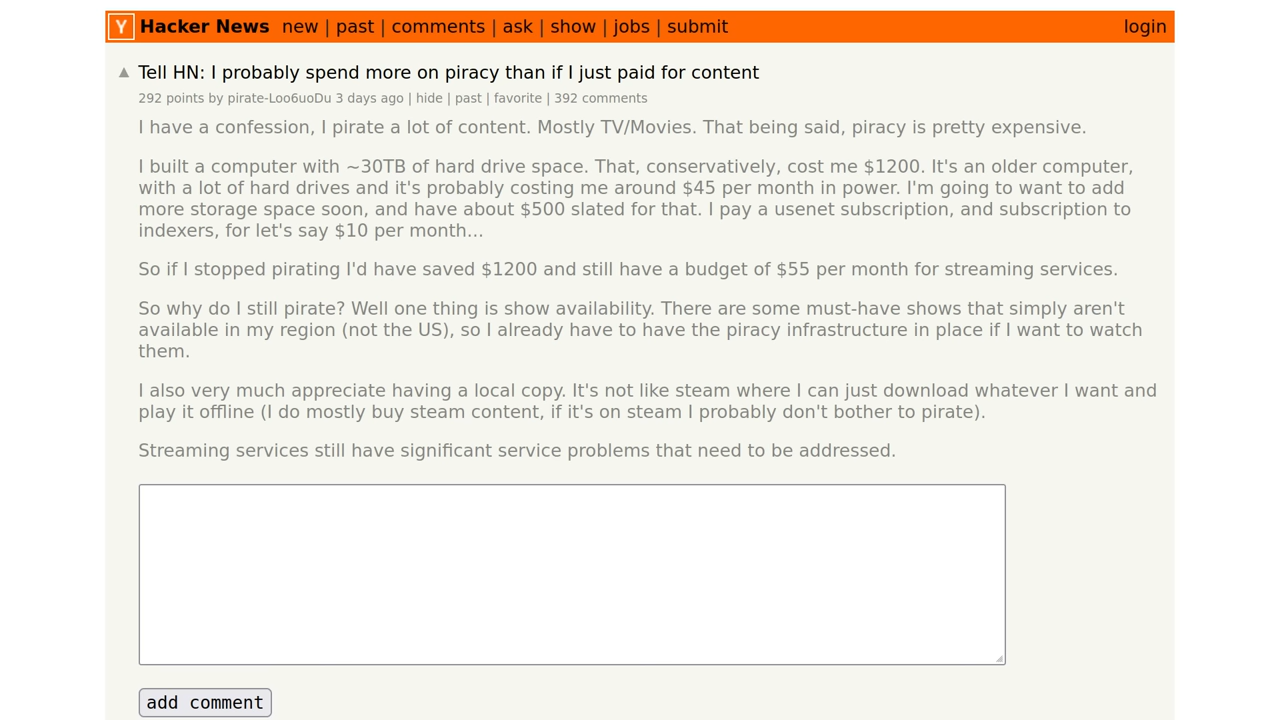 Y Hacker News new | past | comments | ask | show | jobs | submit login
▲ Tell HN: I probably spend more on piracy than if I just paid for content
292 points by pirate-Loo6uoDu 3 days ago | hide | past | favorite | 392 comments
I have a confession, I pirate a lot of content. Mostly TV/Movies. That being said, piracy is pretty expensive.
I built a computer with ~30TB of hard drive space. That, conservatively, cost me $1200. It's an older computer,
with a lot of hard drives and it's probably costing me around $45 per month in power. I'm going to want to add
more storage space soon, and have about $500 slated for that. I pay a usenet subscription, and subscription to
indexers, for let's say $10 per month...
So if I stopped pirating I'd have saved $1200 and still have a budget of $55 per month for streaming services.
So why do I still pirate? Well one thing is show availability. There are some must-have shows that simply aren't
available in my region (not the US), so I already have to have the piracy infrastructure in place if I want to watch
them.
I also very much appreciate having a local copy. It's not like steam where I can just download whatever I want and
play it offline (I do mostly buy steam content, if it's on steam I probably don't bother to pirate).
Streaming services still have significant service problems that need to be addressed.
add comment